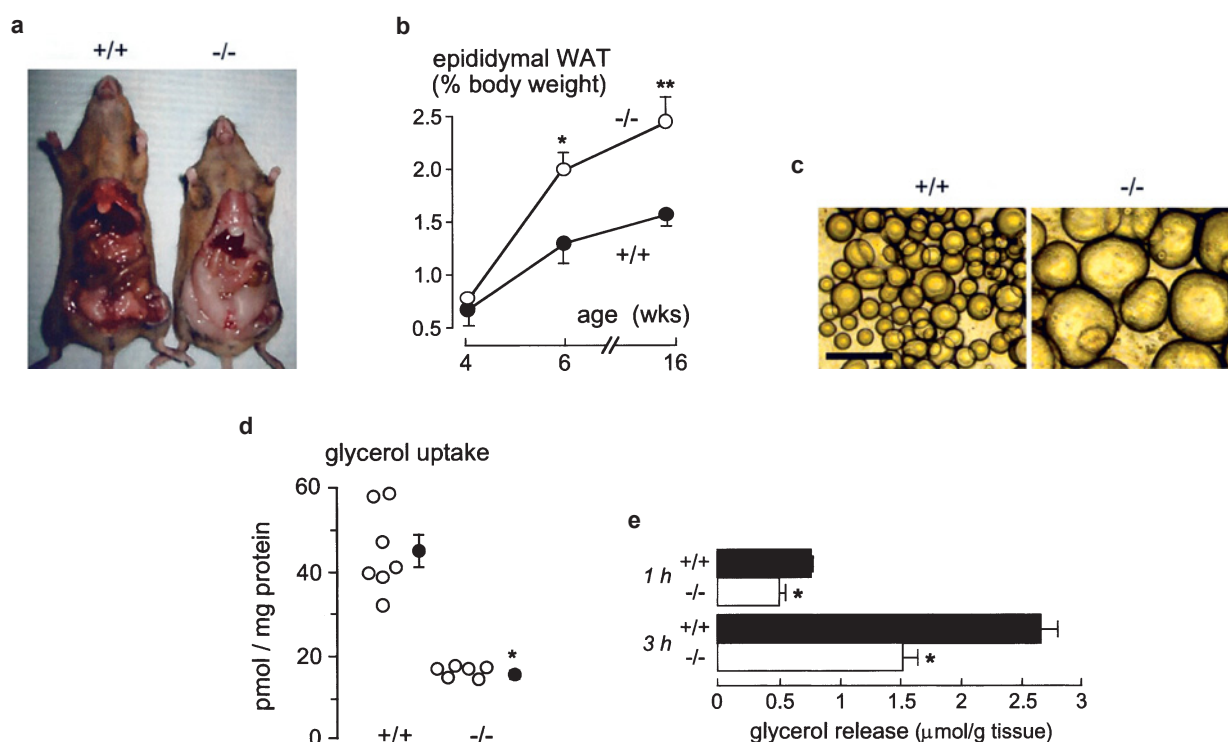 a
+/+ -/-
b
epididymal WAT
(% body weight)
**
2.5
-/-
*
2.0
1.5
+/+
1.0
age (wks)
0.5
4 6 16
c
+/+ -/-
d
glycerol uptake
60
40
20
0
pmol / mg protein
*
+/+ -/-
e
1 h
+/+
-/- *
3 h
+/+
-/- *
0 0.5 1 1.5 2 2.5 3
glycerol release (μmol/g tissue)